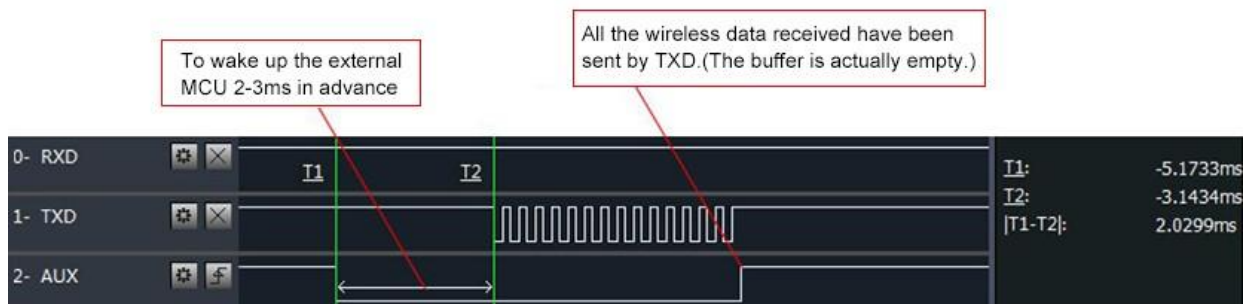 To wake up the external
MCU 2-3ms in advance
All the wireless data received have been
sent by TXD.(The buffer is actually empty.)
0- RXD
T1
T2
1- TXD
2- AUX
T1: -5.1733ms
T2: -3.1434ms
|T1-T2|: 2.0299ms